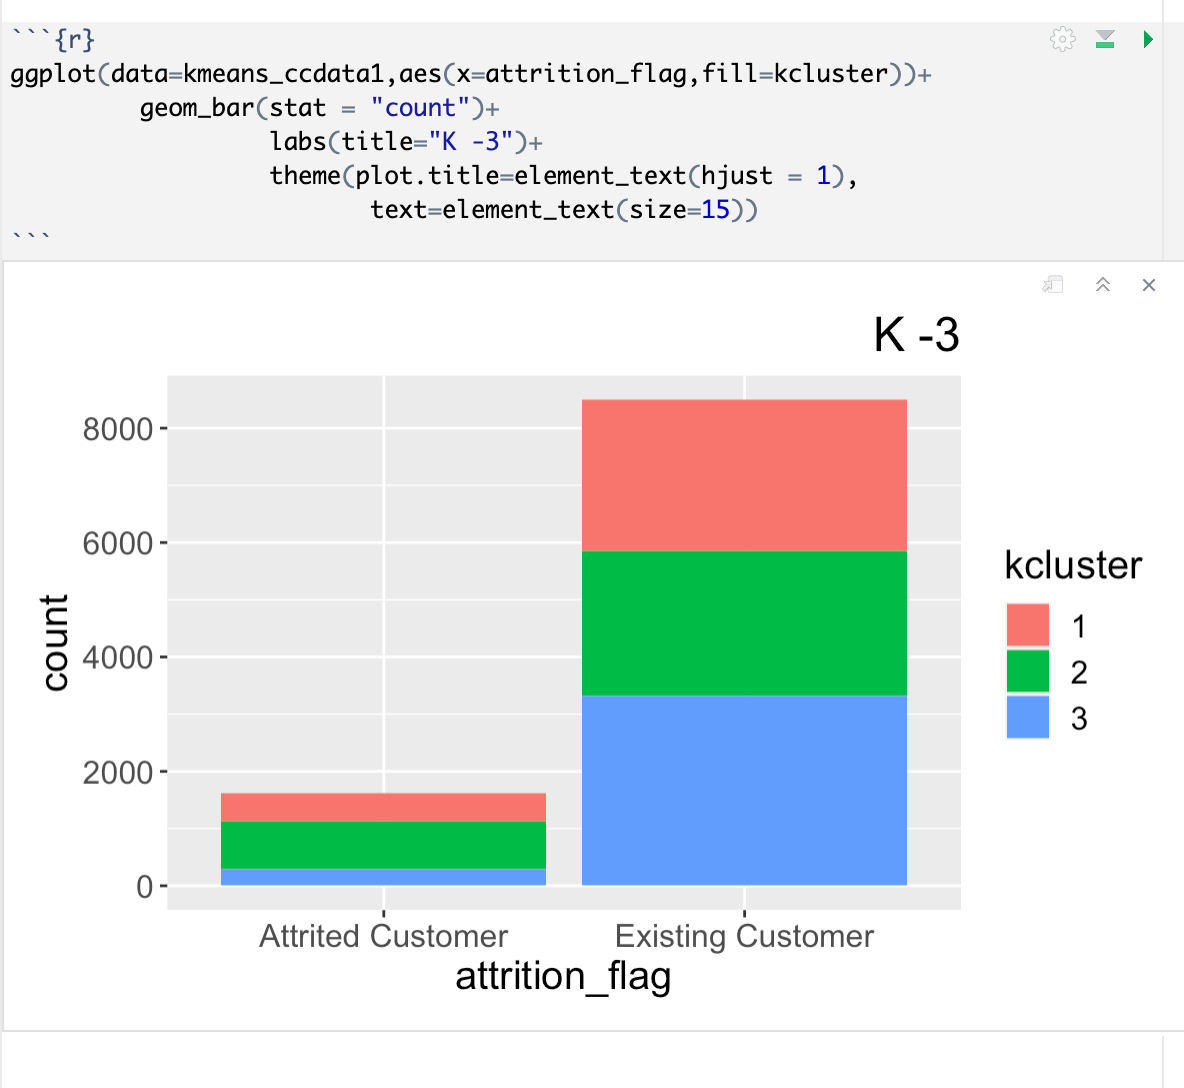 ```{r}
ggplot(data=kmeans_ccdata1,aes(x=attrition_flag,fill=kcluster))+
geom_bar(stat = "count")+
labs(title="K -3")+
theme(plot.title=element_text(hjust = 1),
text=element_text(size=15))
```
K -3
8000
6000
4000
2000
0
count
Attrited Customer
Existing Customer
attrition_flag
kcluster
1
2
3